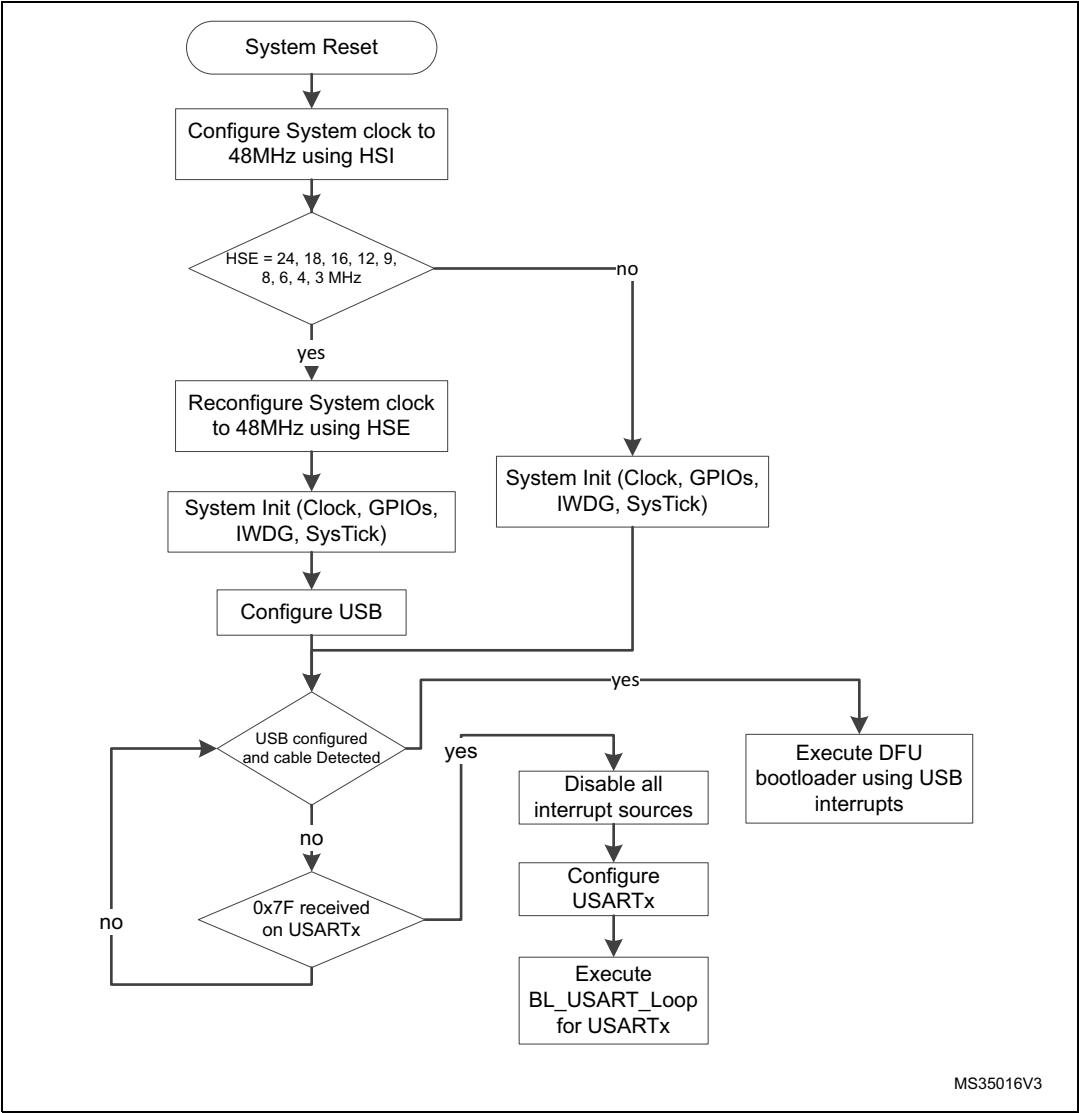 System Reset
Configure System clock to
48MHz using HSI
HSE = 24, 18, 16, 12, 9,
8, 6, 4, 3 MHz
no
yes
Reconfigure System clock
to 48MHz using HSE
System Init (Clock, GPIOs,
IWDG, SysTick)
System Init (Clock, GPIOs,
IWDG, SysTick)
Configure USB
yes
USB configured
and cable Detected
yes
Execute DFU
bootloader using USB
interrupts
Disable all
interrupt sources
no
Configure
USARTx
0x7F received
on USARTx
no
Execute
BL_USART_Loop
for USARTx
MS35016V3